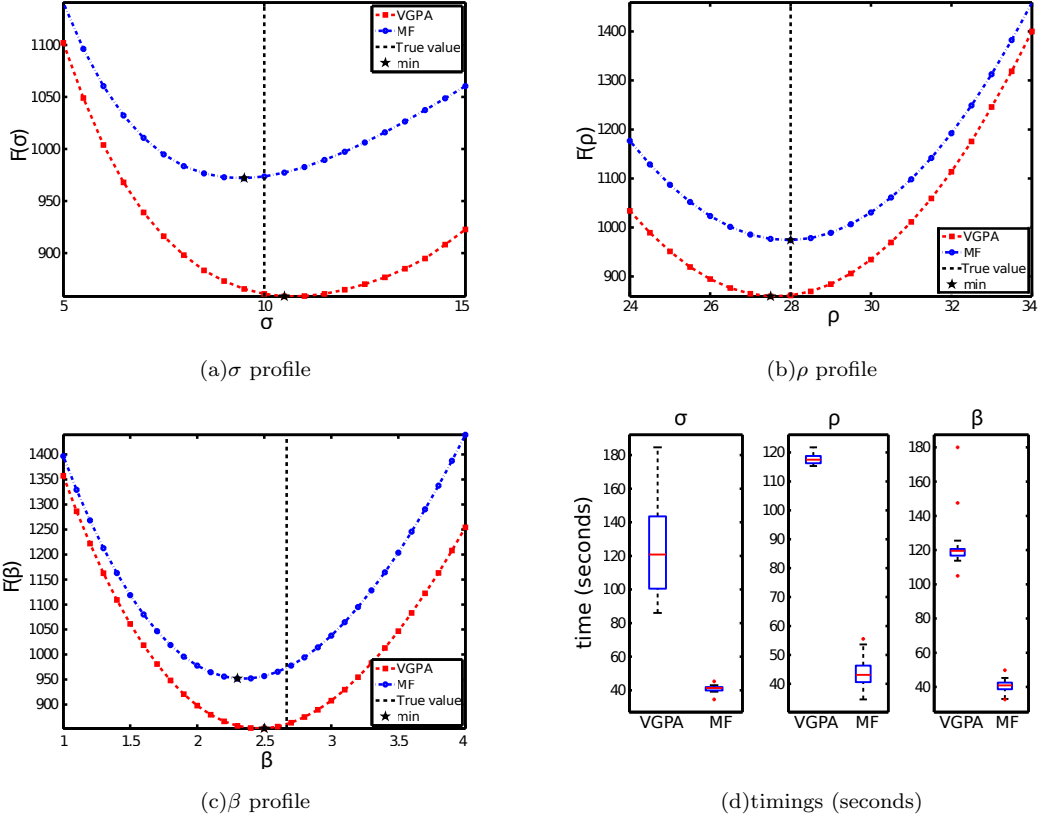 1100
1050
1000
950
900
850
F(σ)
5
10
15
σ
VGPA
MF
True value
min
(a)σ profile
1400
1300
1200
1100
1000
900
F(ρ)
24
26
28
30
32
34
ρ
VGPA
MF
True value
min
(b)ρ profile
1400
1350
1300
1250
1200
1150
1100
1050
1000
950
900
850
F(β)
1
1.5
2
2.5
3
3.5
4
β
VGPA
MF
True value
min
(c)β profile
time (seconds)
σ
180
160
140
120
100
80
60
40
VGPA MF
ρ
120
110
100
90
80
70
60
50
40
VGPA MF
β
180
160
140
120
100
80
60
40
VGPA MF
(d)timings (seconds)